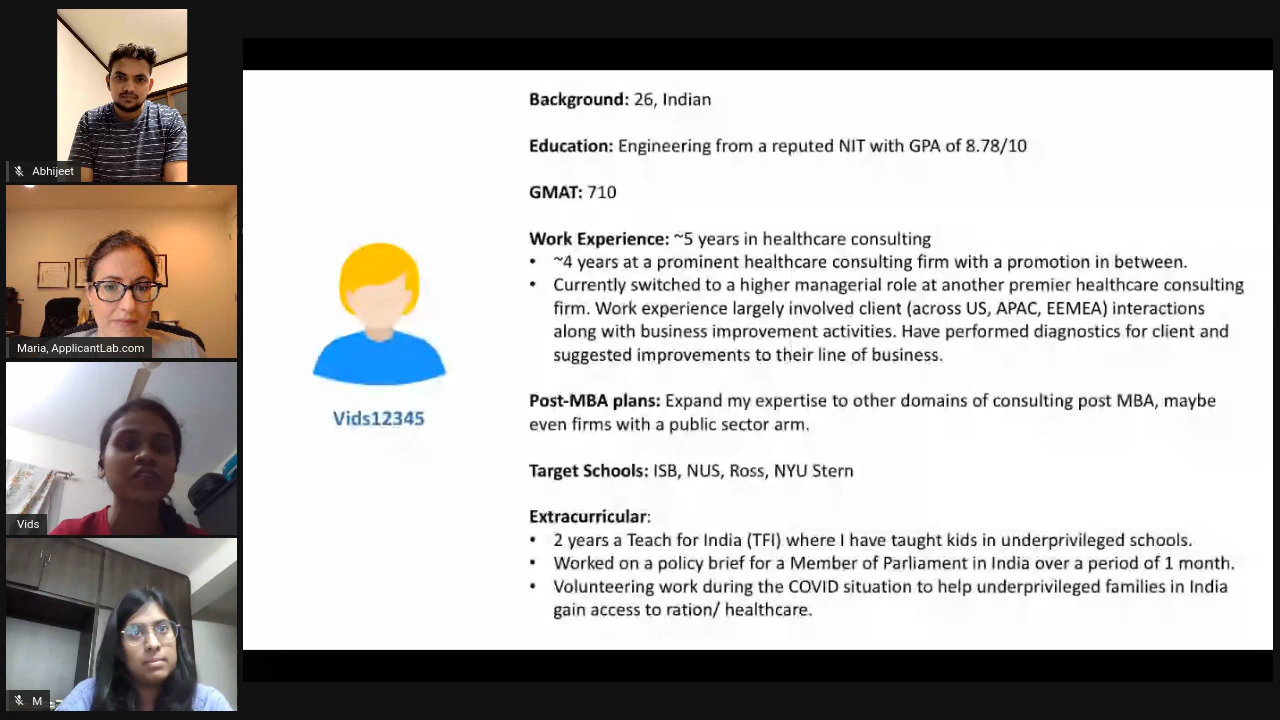 Abhijeet
Maria, ApplicantLab.com
Vids
M
Vids12345
Background: 26, Indian
Education: Engineering from a reputed NIT with GPA of 8.78/10
GMAT: 710
Work Experience: ~5 years in healthcare consulting
• ~4 years at a prominent healthcare consulting firm with a promotion in between.
• Currently switched to a higher managerial role at another premier healthcare consulting
firm. Work experience largely involved client (across US, APAC, EEMEA) interactions
along with business improvement activities. Have performed diagnostics for client and
suggested improvements to their line of business.
Post-MBA plans: Expand my expertise to other domains of consulting post MBA, maybe
even firms with a public sector arm.
Target Schools: ISB, NUS, Ross, NYU Stern
Extracurricular:
• 2 years a Teach for India (TFI) where I have taught kids in underprivileged schools.
• Worked on a policy brief for a Member of Parliament in India over a period of 1 month.
• Volunteering work during the COVID situation to help underprivileged families in India
gain access to ration/ healthcare.